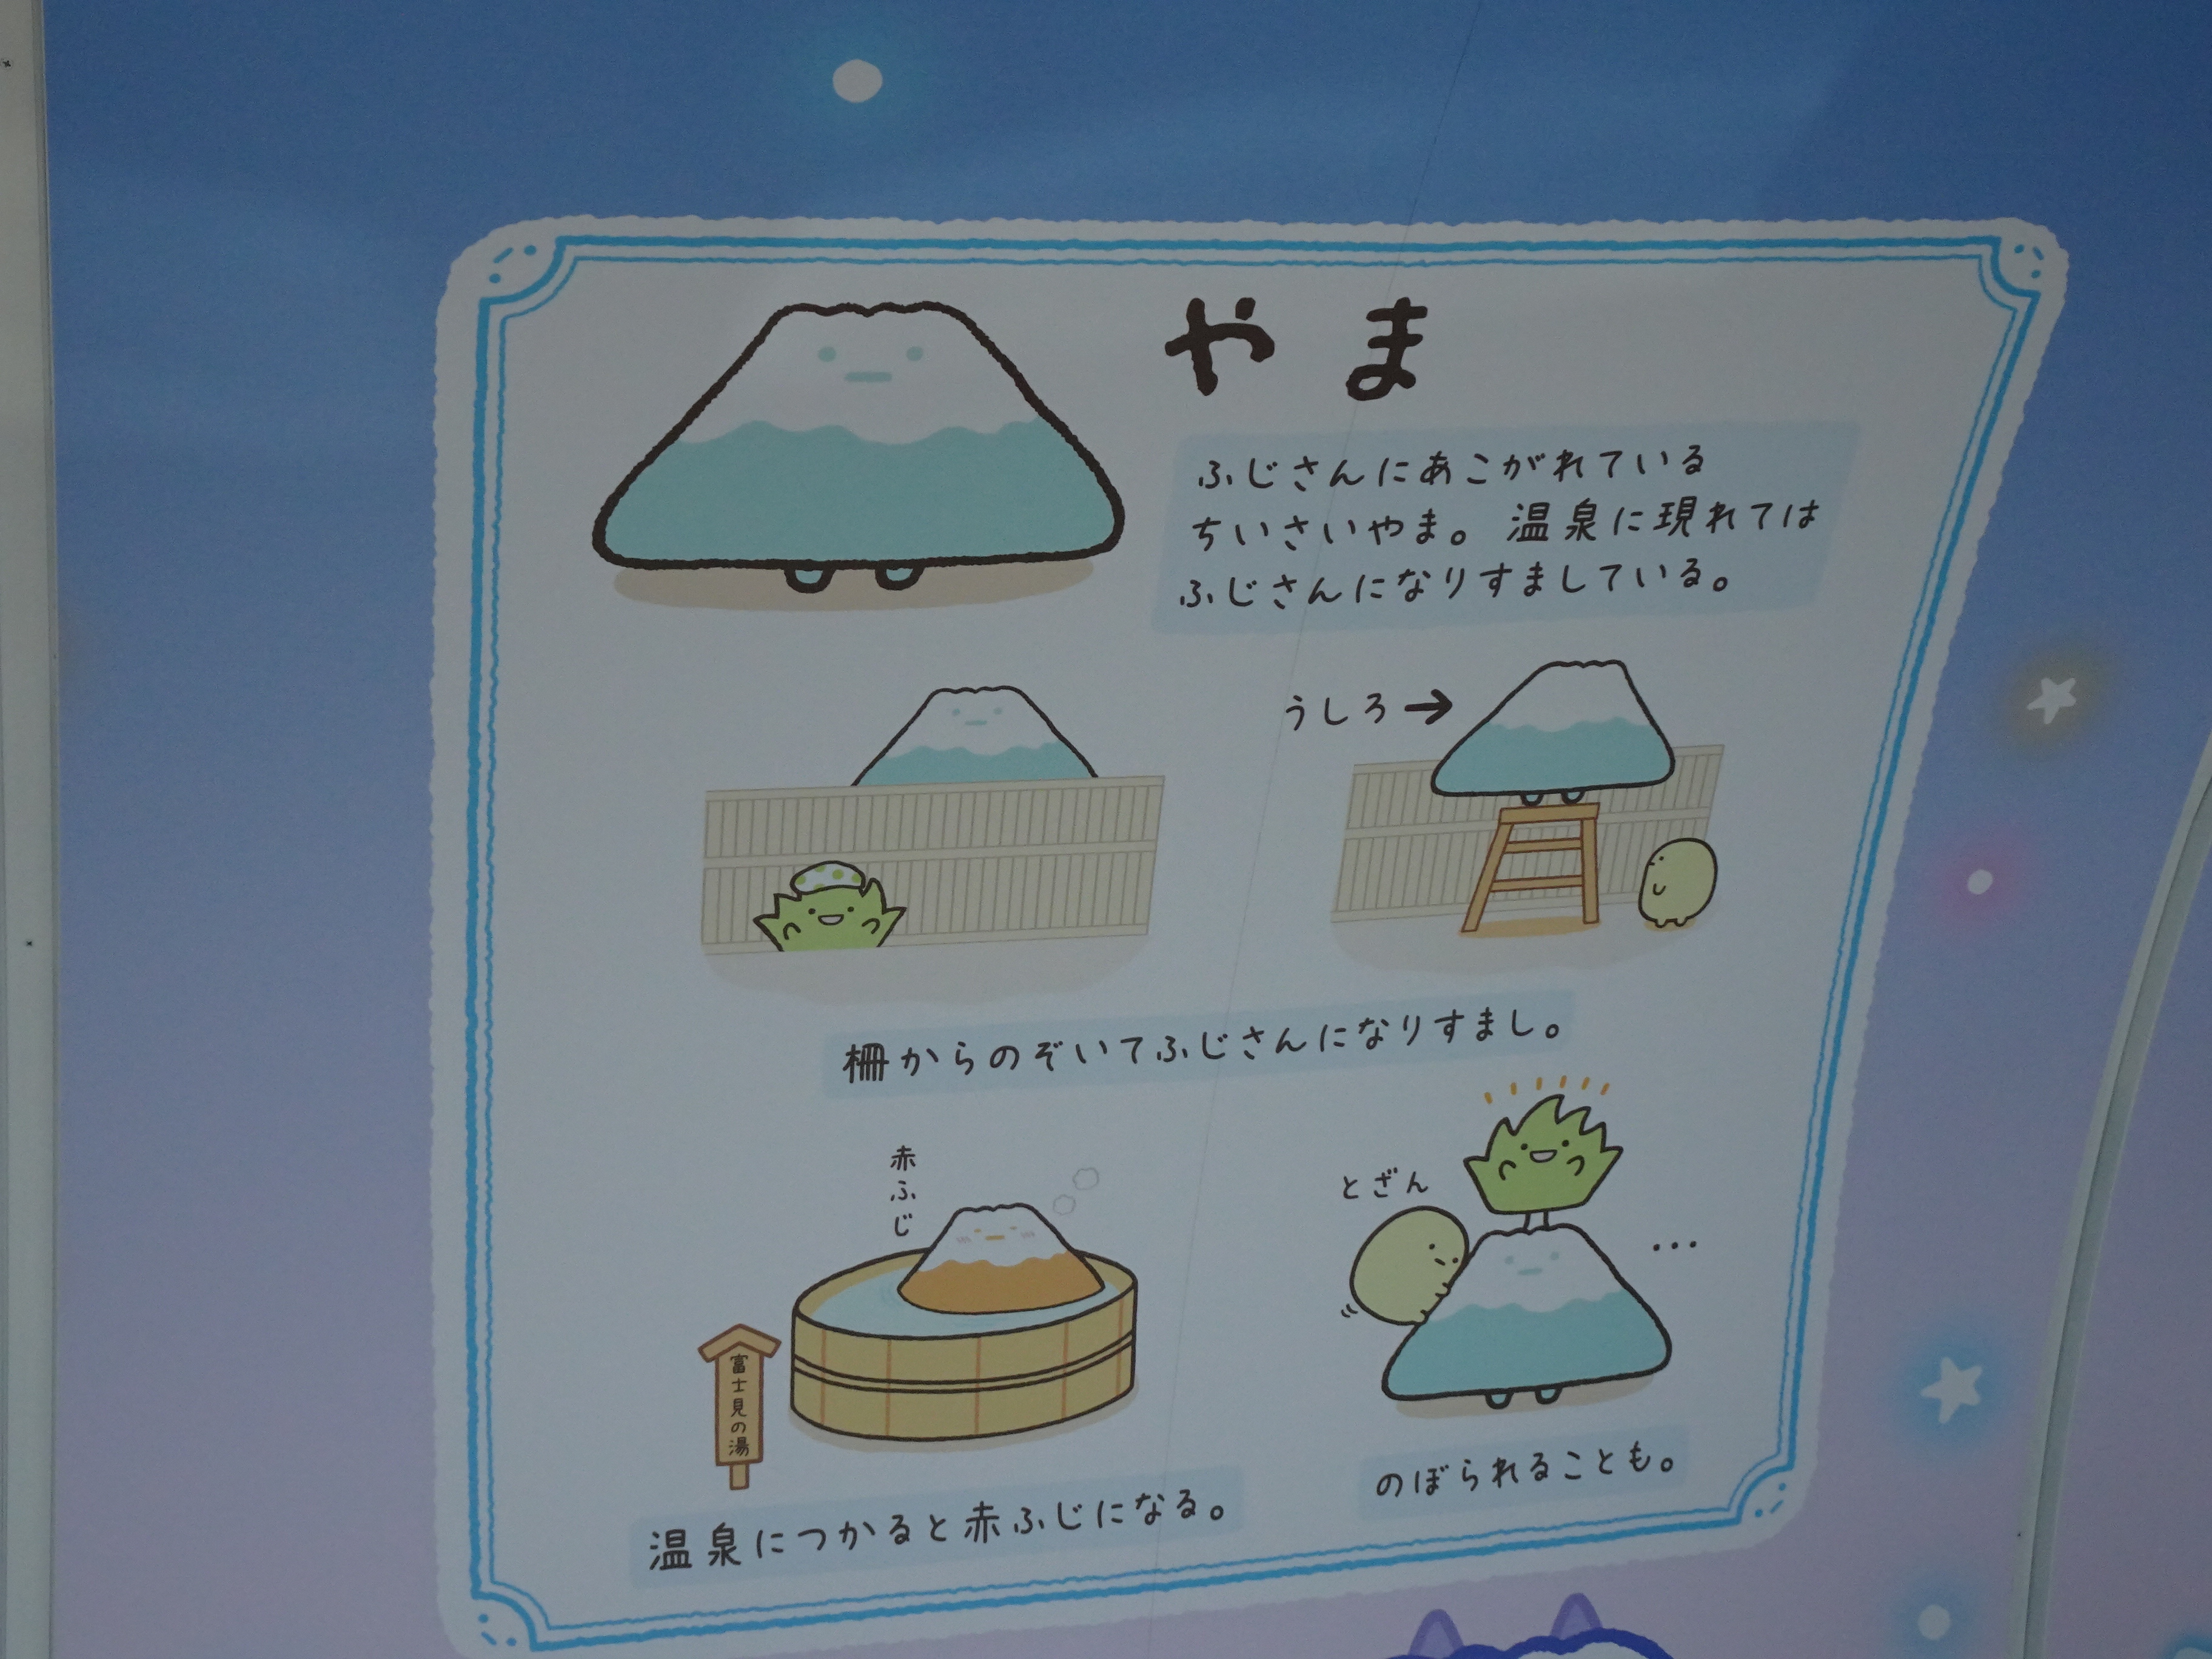 やま
ふじさんにあこがれている
ちいさいやま。温泉に現れては
ふじさんになりすましている。
うしろ→
柵からのぞいてふじさんになりすまし。
赤ふじ
富士見の湯
温泉につかると赤ふじになる。
とざん
...
のぼられることも。